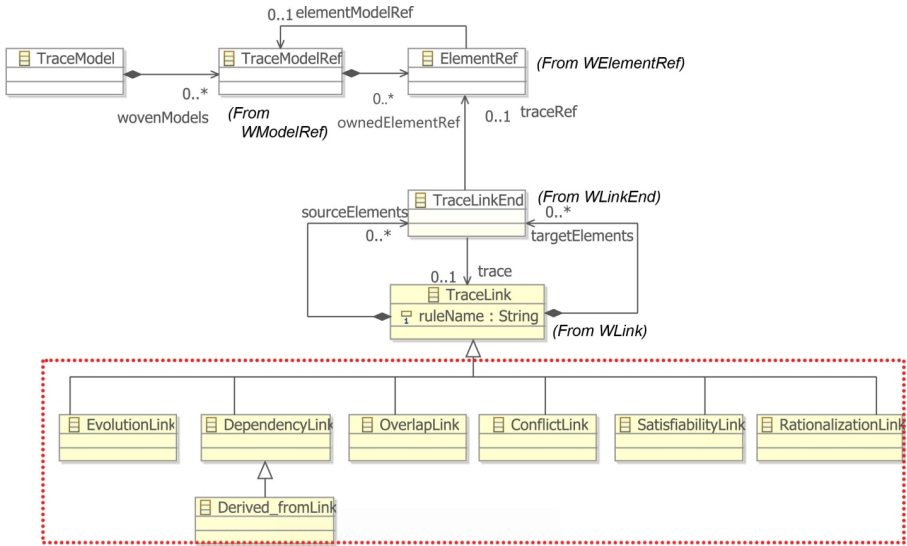 0..1 elementModelRef
TraceModel
TraceModelRef
ElementRef
(From WElementRef)
0..*
wovenModels
(From
WModelRef)
0..*
ownedElementRef
0..1
traceRef
TraceLinkEnd
(From WLinkEnd)
sourceElements
0..*
0..*
targetElements
0..1
trace
TraceLink
1 ruleName : String
(From WLink)
EvolutionLink
DependencyLink
OverlapLink
ConflictLink
SatisfiabilityLink
RationalizationLink
Derived_fromLink